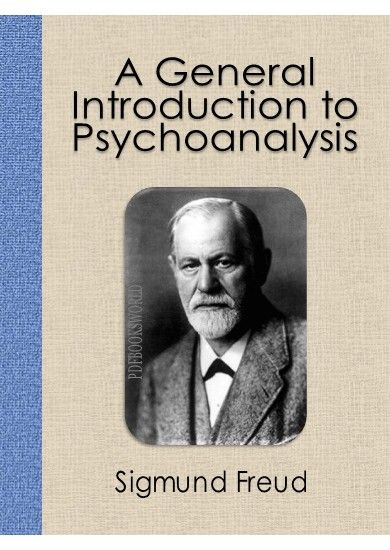 A General
Introduction to
Psychoanalysis
PDFBOOKSWORLD
Sigmund Freud